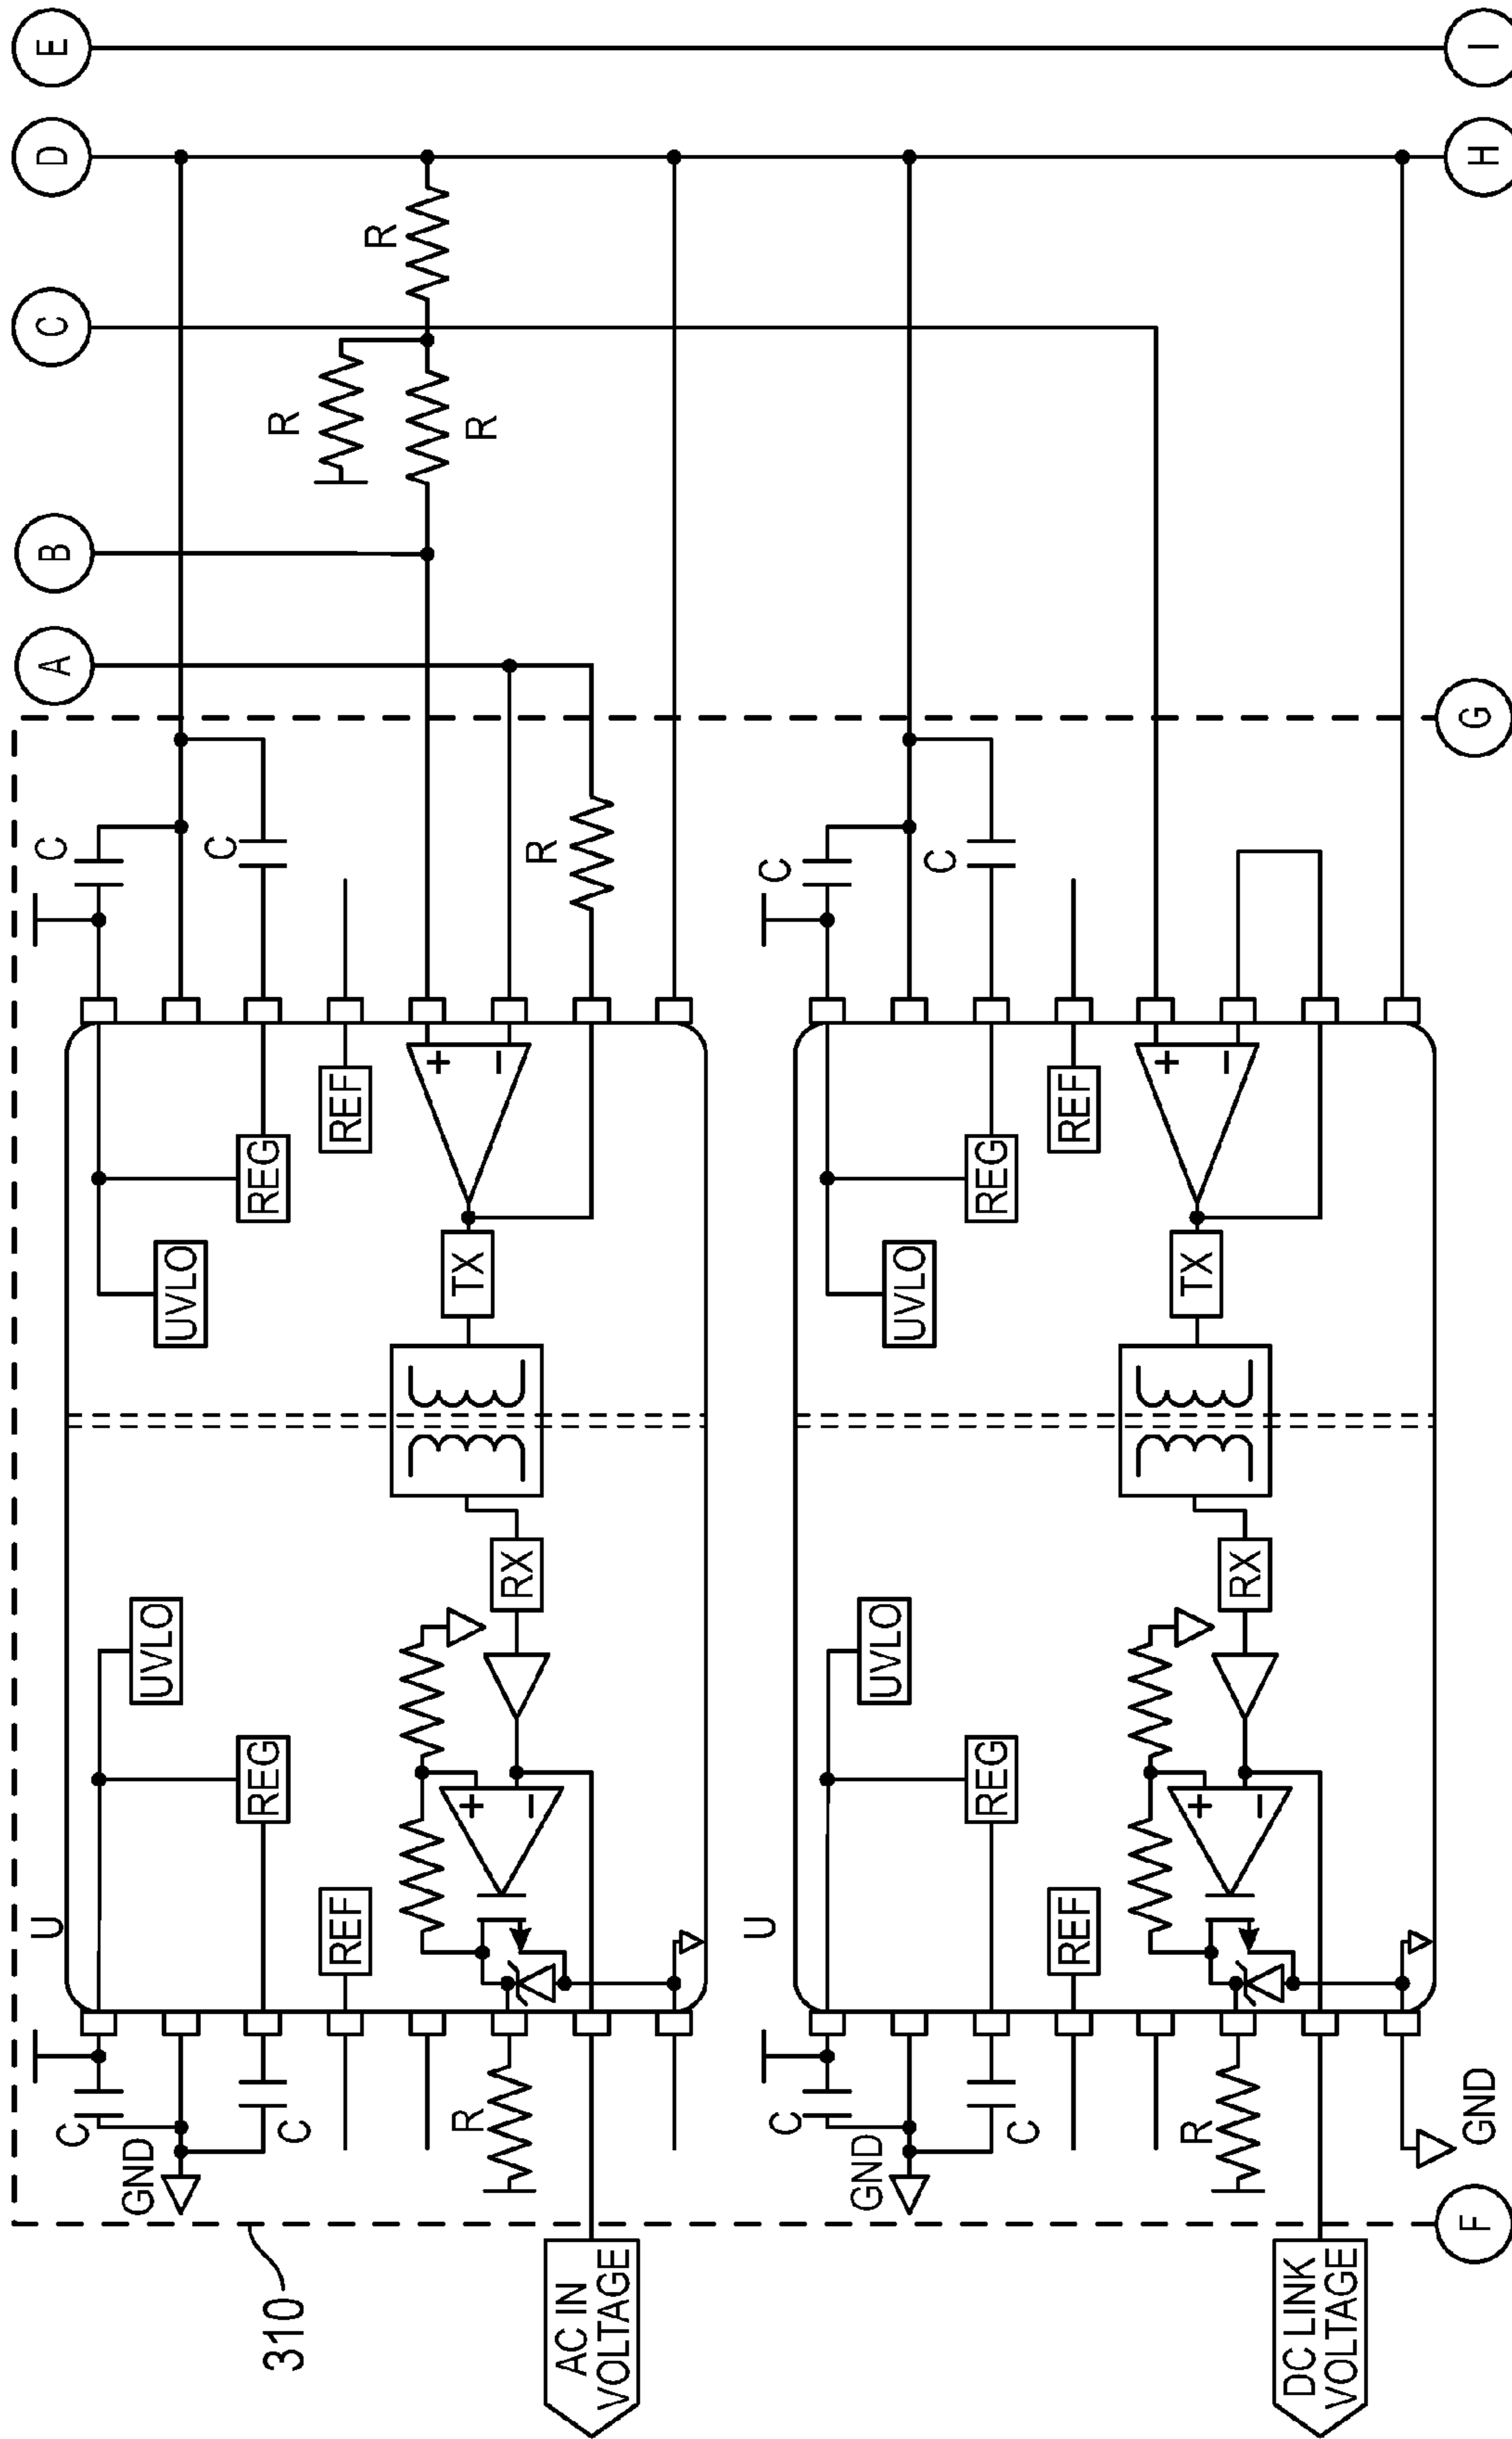 E
D
C
B
A
I
H
G
F
R
R
R
R
C
C
C
C
REG
REF
REG
REF
+
−
+
−
UVLO
UVLO
TX
TX
RX
RX
UVLO
UVLO
REG
REG
+
−
+
−
REF
REF
U
U
C
C
R
C
C
R
GND
GND
GND
310
AC IN
VOLTAGE
DC LINK
VOLTAGE